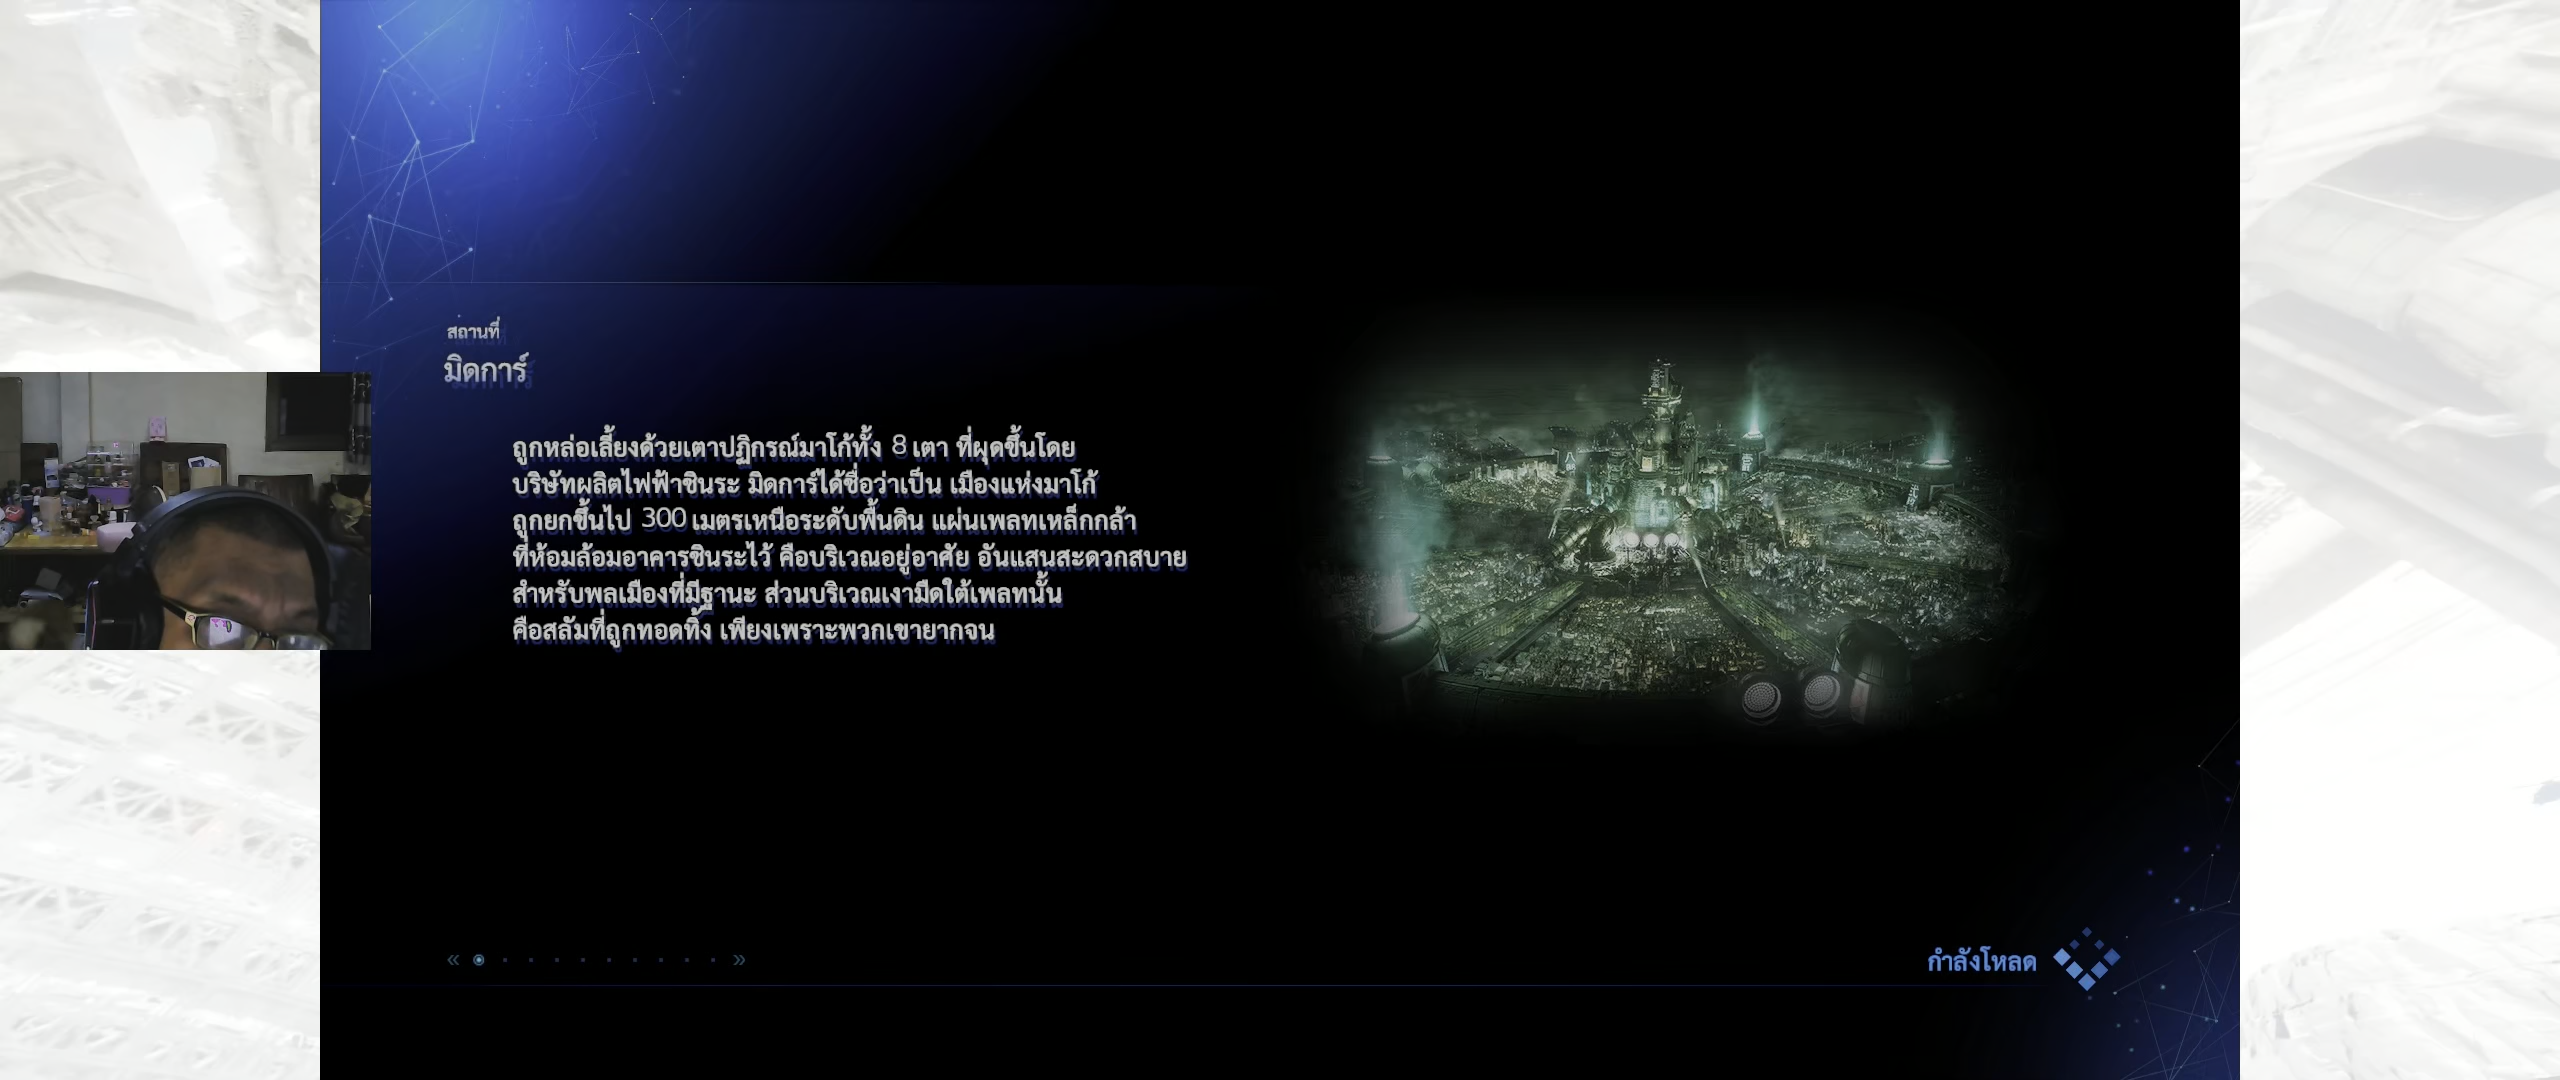 สถานที่
มิดการ์
ถูกหล่อเลี้ยงด้วยเตาปฏิกรณ์มาโก้ทั้ง 8 เตา ที่ผุดขึ้นโดย
บริษัทผลิตไฟฟ้าชินระ มิดการ์ได้ชื่อว่าเป็น เมืองแห่งมาโก้
ถูกยกขึ้นไป 300 เมตรเหนือระดับพื้นดิน แผ่นเพลทเหล็กกล้า
ที่ห้อมล้อมอาคารชินระไว้ คือบริเวณอยู่อาศัย อันแสนสะดวกสบาย
สำหรับพลเมืองที่มีฐานะ ส่วนบริเวณเงามืดใต้เพลทนั้น
คือสลัมที่ถูกทอดทิ้ง เพียงเพราะพวกเขายากจน
กำลังโหลด